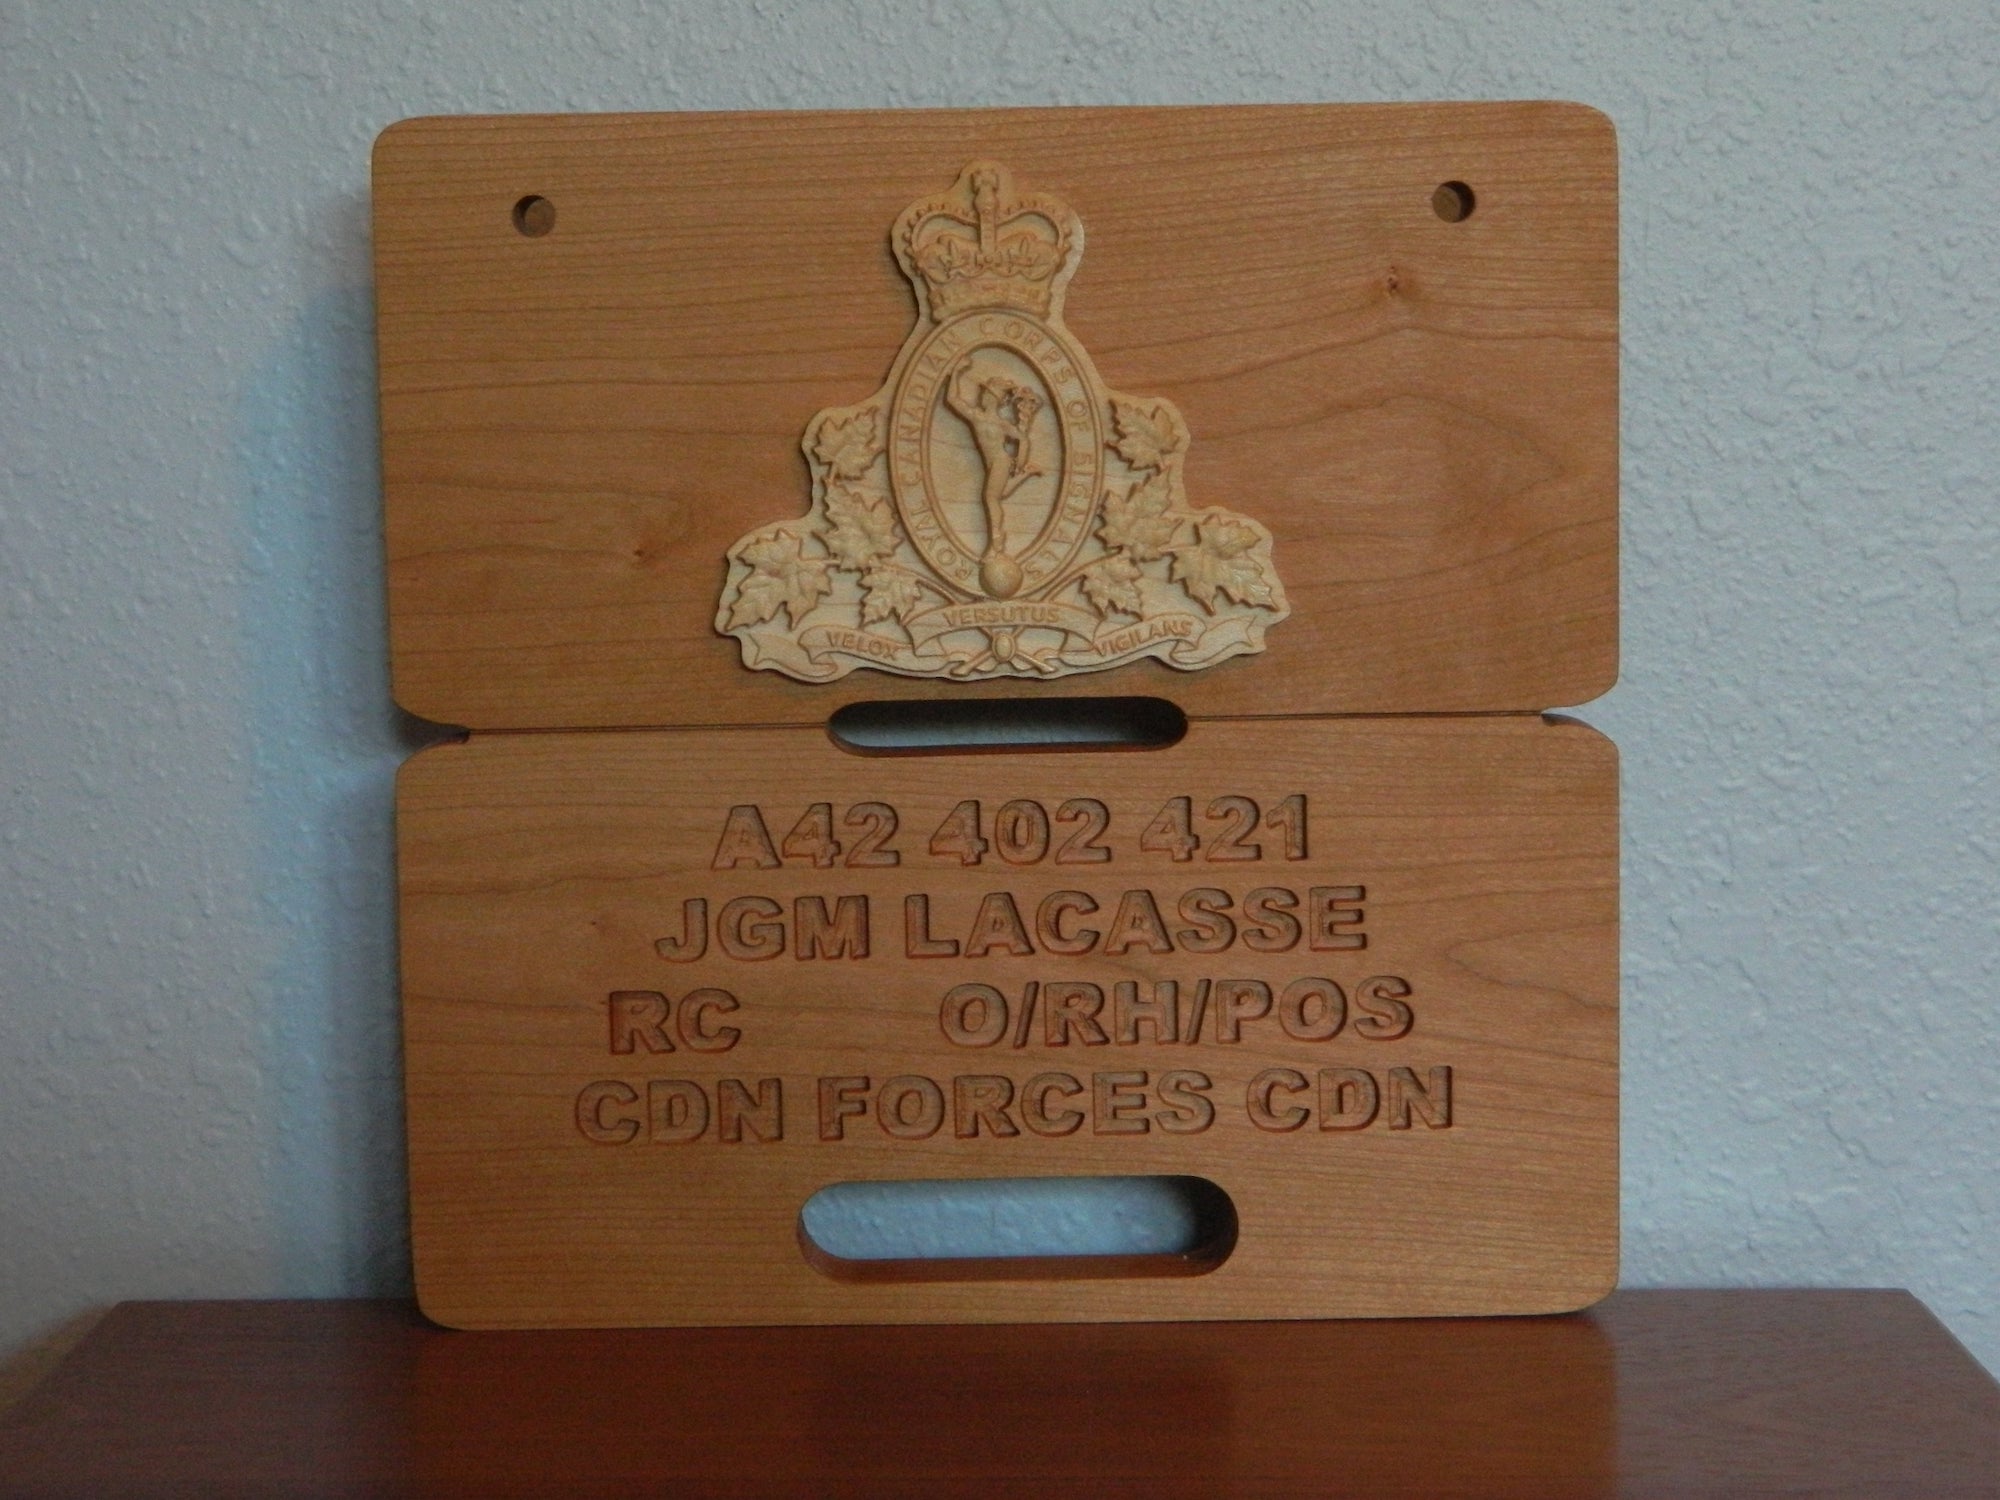 ROYAL CANADIAN CORPS OF SIGNALS
VELOX VERSUTUS VIGILANS
A42 402 421
JGM LACASSE
RC O/RH/POS
CDN FORCES CDN